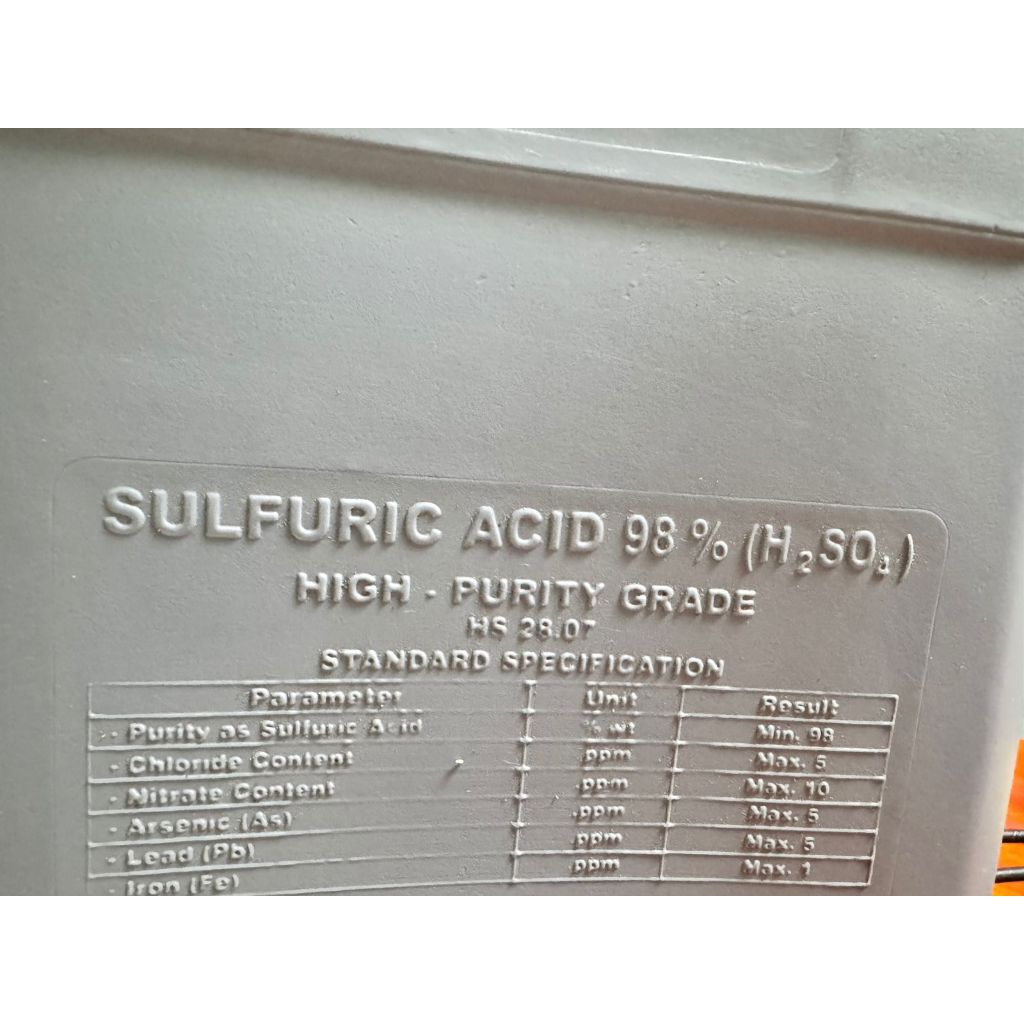 SULFURIC ACID 98 % (H₂SO₄)
HIGH - PURITY GRADE
HS 28.07
STANDARD SPECIFICATION
Parameter Unit Result
- Purity as Sulfuric Acid % wt Min. 98
- Chloride Content ppm Max. 5
- Nitrate Content ppm Max. 10
- Arsenic (As) ppm Max. 5
- Lead (Pb) ppm Max. 5
- Iron (Fe) ppm Max. 1